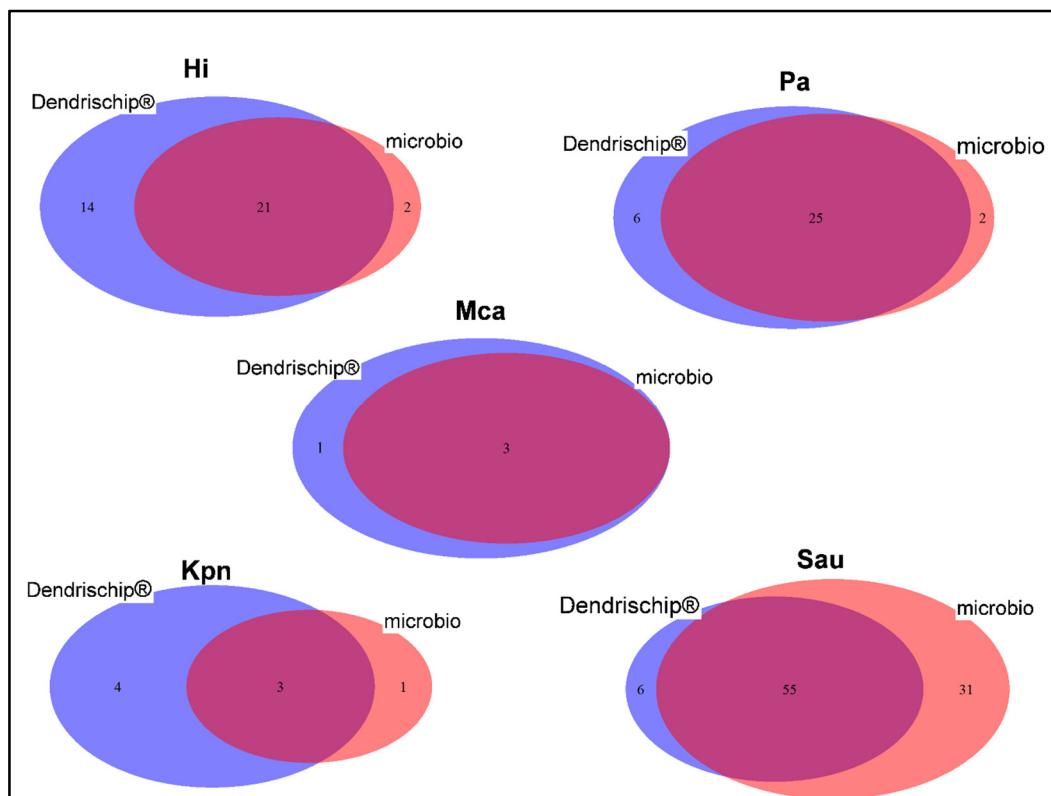 Hi
Dendrischip®
microbio
14
21
2
Pa
Dendrischip®
microbio
6
25
2
Mca
Dendrischip®
microbio
1
3
Kpn
Dendrischip®
microbio
4
3
1
Sau
Dendrischip®
microbio
6
55
31